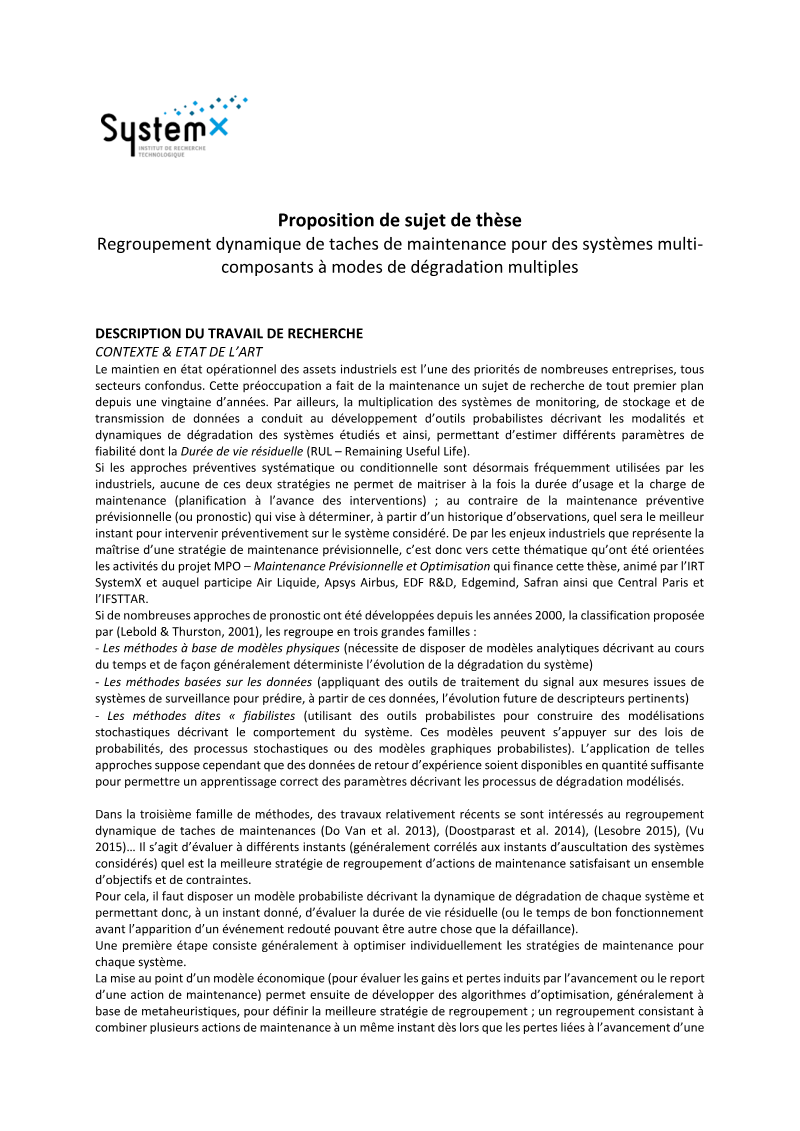 SystemX
INSTITUT DE RECHERCHE
TECHNOLOGIQUE
Proposition de sujet de thèse
Regroupement dynamique de taches de maintenance pour des systèmes multi-
composants à modes de dégradation multiples
DESCRIPTION DU TRAVAIL DE RECHERCHE
CONTEXTE & ETAT DE L’ART
Le maintien en état opérationnel des assets industriels est l’une des priorités de nombreuses entreprises, tous
secteurs confondus. Cette préoccupation a fait de la maintenance un sujet de recherche de tout premier plan
depuis une vingtaine d’années. Par ailleurs, la multiplication des systèmes de monitoring, de stockage et de
transmission de données a conduit au développement d’outils probabilistes décrivant les modalités et
dynamiques de dégradation des systèmes étudiés et ainsi, permettant d’estimer différents paramètres de
fiabilité dont la Durée de vie résiduelle (RUL – Remaining Useful Life).
Si les approches préventives systématique ou conditionnelle sont désormais fréquemment utilisées par les
industriels, aucune de ces deux stratégies ne permet de maitriser à la fois la durée d’usage et la charge de
maintenance (planification à l’avance des interventions) ; au contraire de la maintenance préventive
prévisionnelle (ou pronostic) qui vise à déterminer, à partir d’un historique d’observations, quel sera le meilleur
instant pour intervenir préventivement sur le système considéré. De par les enjeux industriels que représente la
maîtrise d’une stratégie de maintenance prévisionnelle, c’est donc vers cette thématique qu’ont été orientées
les activités du projet MPO – Maintenance Prévisionnelle et Optimisation qui finance cette thèse, animé par l’IRT
SystemX et auquel participe Air Liquide, Apsys Airbus, EDF R&D, Edgemind, Safran ainsi que Central Paris et
l’IFSTTAR.
Si de nombreuses approches de pronostic ont été développées depuis les années 2000, la classification proposée
par (Lebold & Thurston, 2001), les regroupe en trois grandes familles :
- Les méthodes à base de modèles physiques (nécessite de disposer de modèles analytiques décrivant au cours
du temps et de façon généralement déterministe l’évolution de la dégradation du système)
- Les méthodes basées sur les données (appliquant des outils de traitement du signal aux mesures issues de
systèmes de surveillance pour prédire, à partir de ces données, l’évolution future de descripteurs pertinents)
- Les méthodes dites « fiabilistes (utilisant des outils probabilistes pour construire des modélisations
stochastiques décrivant le comportement du système. Ces modèles peuvent s’appuyer sur des lois de
probabilités, des processus stochastiques ou des modèles graphiques probabilistes). L’application de telles
approches suppose cependant que des données de retour d’expérience soient disponibles en quantité suffisante
pour permettre un apprentissage correct des paramètres décrivant les processus de dégradation modélisés.
Dans la troisième famille de méthodes, des travaux relativement récents se sont intéressés au regroupement
dynamique de taches de maintenances (Do Van et al. 2013), (Doostparast et al. 2014), (Lesobre 2015), (Vu
2015)… Il s’agit d’évaluer à différents instants (généralement corrélés aux instants d’auscultation des systèmes
considérés) quel est la meilleure stratégie de regroupement d’actions de maintenance satisfaisant un ensemble
d’objectifs et de contraintes.
Pour cela, il faut disposer un modèle probabiliste décrivant la dynamique de dégradation de chaque système et
permettant donc, à un instant donné, d’évaluer la durée de vie résiduelle (ou le temps de bon fonctionnement
avant l’apparition d’un événement redouté pouvant être autre chose que la défaillance).
Une première étape consiste généralement à optimiser individuellement les stratégies de maintenance pour
chaque système.
La mise au point d’un modèle économique (pour évaluer les gains et pertes induits par l’avancement ou le report
d’une action de maintenance) permet ensuite de développer des algorithmes d’optimisation, généralement à
base de metaheuristiques, pour définir la meilleure stratégie de regroupement ; un regroupement consistant à
combiner plusieurs actions de maintenance à un même instant dès lors que les pertes liées à l’avancement d’une